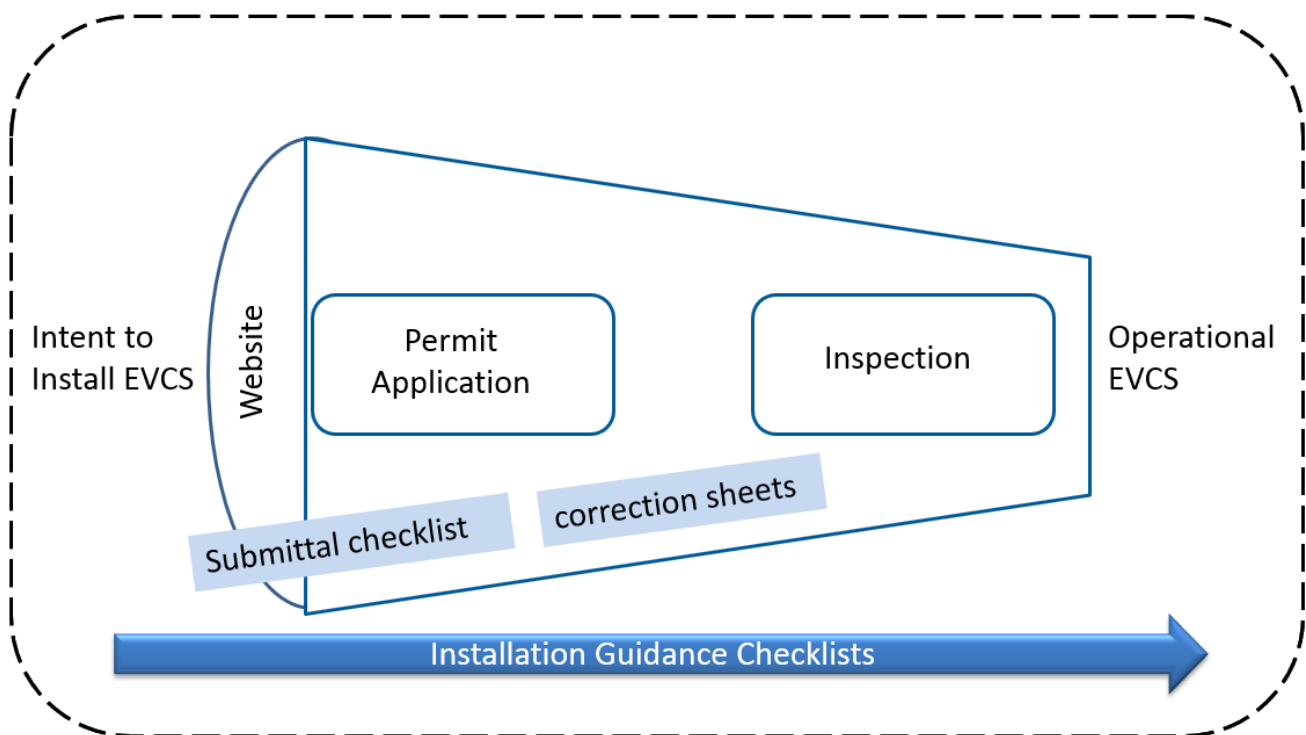 Intent to
Install EVCS
Website
Permit
Application
Inspection
Operational
EVCS
Submittal checklist
correction sheets
Installation Guidance Checklists